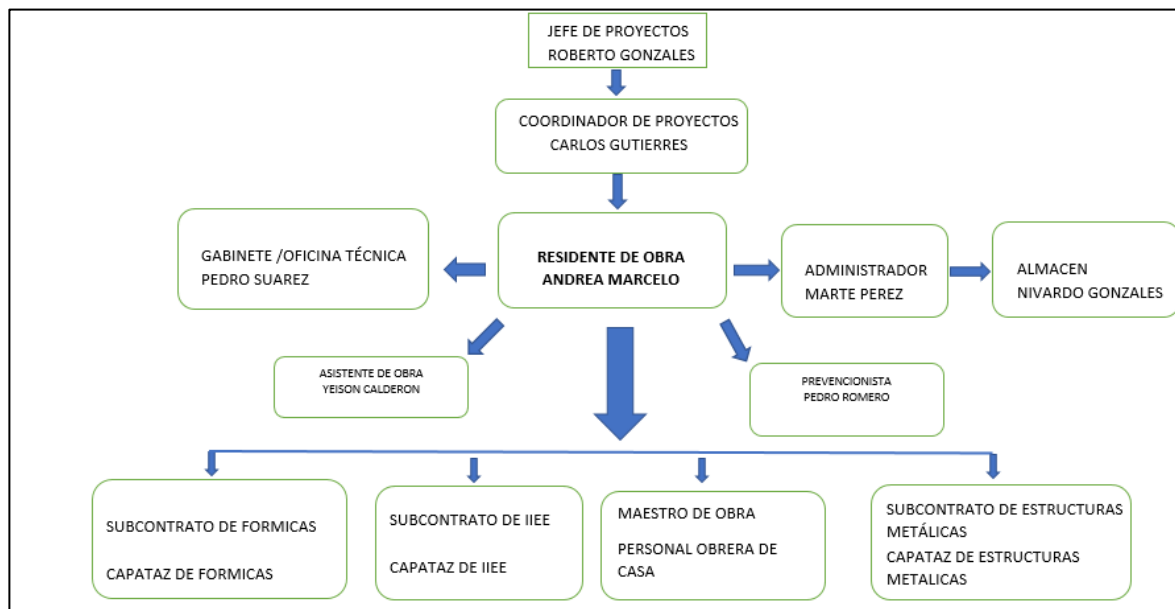 JEFE DE PROYECTOS
ROBERTO GONZALES
COORDINADOR DE PROYECTOS
CARLOS GUTIERRES
GABINETE /OFICINA TÉCNICA
PEDRO SUAREZ
RESIDENTE DE OBRA
ANDREA MARCELO
ADMINISTRADOR
MARTE PEREZ
ALMACEN
NIVARDO GONZALES
ASISTENTE DE OBRA
YEISON CALDERON
PREVENCIONISTA
PEDRO ROMERO
SUBCONTRATO DE FORMICAS
CAPATAZ DE FORMICAS
SUBCONTRATO DE IIEE
CAPATAZ DE IIEE
MAESTRO DE OBRA
PERSONAL OBRERA DE
CASA
SUBCONTRATO DE ESTRUCTURAS
METÁLICAS
CAPATAZ DE ESTRUCTURAS
METALICAS